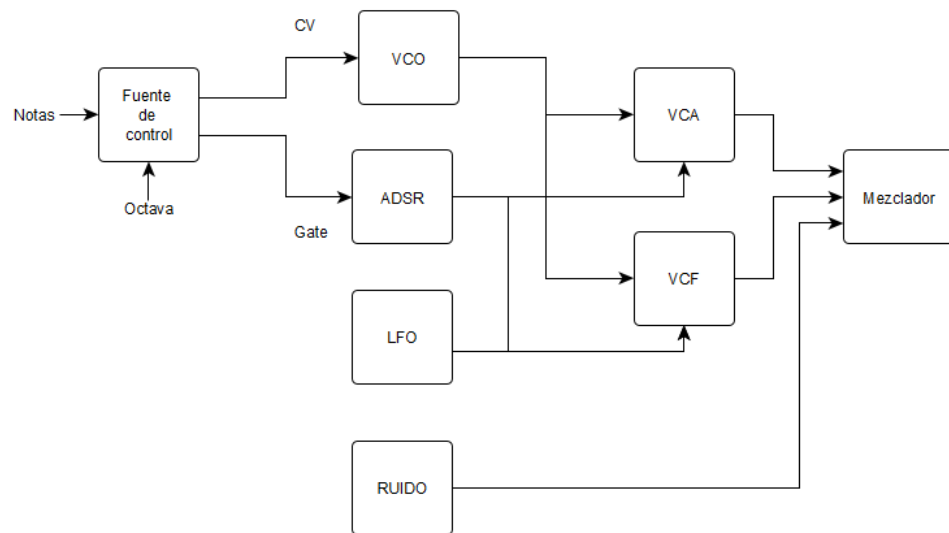 CV
VCO
Notas
Fuente
de
control
VCA
Octava
ADSR
Mezclador
Gate
VCF
LFO
RUIDO